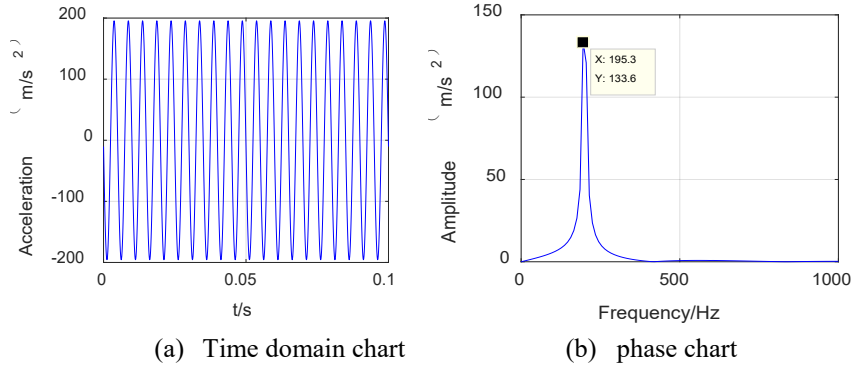 200
100
0
-100
-200
0
0.05
0.1
t/s
Acceleration （ m/s 2 ）
(a) Time domain chart
150
100
50
0
0
500
1000
X: 195.3
Y: 133.6
Frequency/Hz
Amplitude （ m/s 2 ）
(b) phase chart